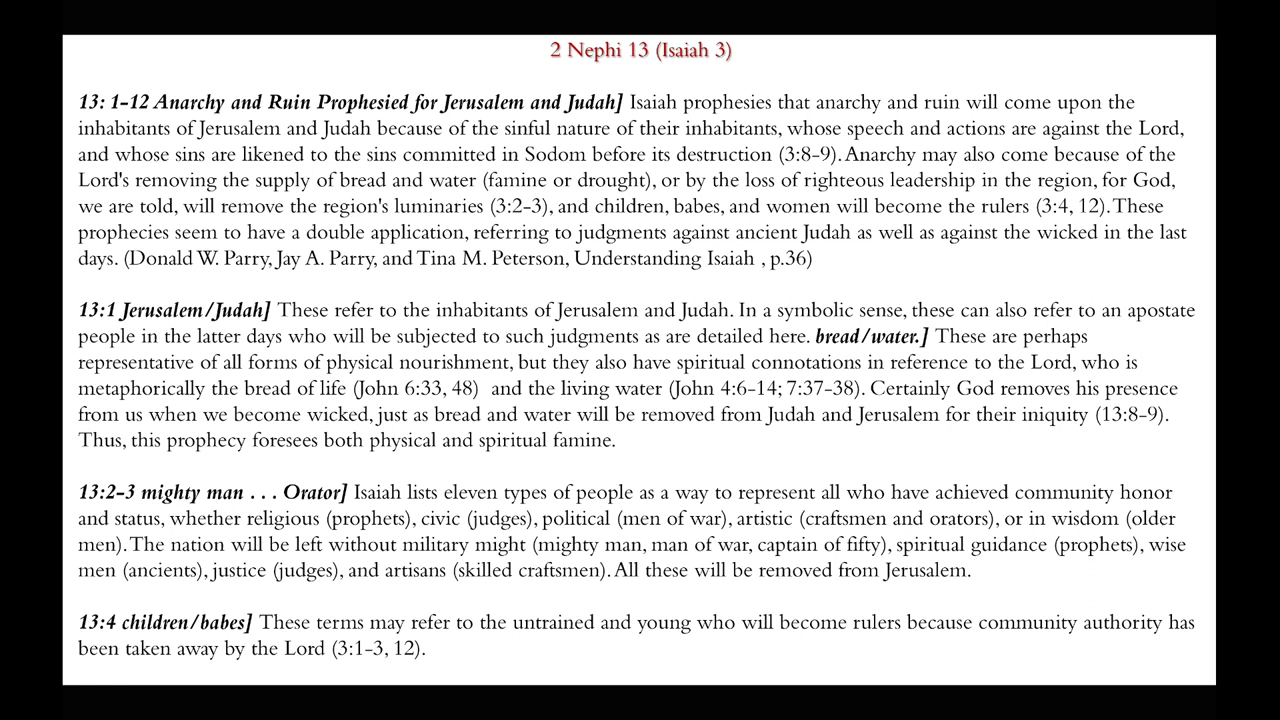 2 Nephi 13 (Isaiah 3)
13: 1-12 Anarchy and Ruin Prophesied for Jerusalem and Judah] Isaiah prophesies that anarchy and ruin will come upon the
inhabitants of Jerusalem and Judah because of the sinful nature of their inhabitants, whose speech and actions are against the Lord,
and whose sins are likened to the sins committed in Sodom before its destruction (3:8-9). Anarchy may also come because of the
Lord's removing the supply of bread and water (famine or drought), or by the loss of righteous leadership in the region, for God,
we are told, will remove the region's luminaries (3:2-3), and children, babes, and women will become the rulers (3:4, 12). These
prophecies seem to have a double application, referring to judgments against ancient Judah as well as against the wicked in the last
days. (Donald W. Parry, Jay A. Parry, and Tina M. Peterson, Understanding Isaiah , p.36)
13:1 Jerusalem/Judah] These refer to the inhabitants of Jerusalem and Judah. In a symbolic sense, these can also refer to an apostate
people in the latter days who will be subjected to such judgments as are detailed here. bread/water.] These are perhaps
representative of all forms of physical nourishment, but they also have spiritual connotations in reference to the Lord, who is
metaphorically the bread of life (John 6:33, 48)  and the living water (John 4:6-14; 7:37-38). Certainly God removes his presence
from us when we become wicked, just as bread and water will be removed from Judah and Jerusalem for their iniquity (13:8-9).
Thus, this prophecy foresees both physical and spiritual famine.
13:2-3 mighty man . . . Orator] Isaiah lists eleven types of people as a way to represent all who have achieved community honor
and status, whether religious (prophets), civic (judges), political (men of war), artistic (craftsmen and orators), or in wisdom (older
men). The nation will be left without military might (mighty man, man of war, captain of fifty), spiritual guidance (prophets), wise
men (ancients), justice (judges), and artisans (skilled craftsmen). All these will be removed from Jerusalem.
13:4 children/babes] These terms may refer to the untrained and young who will become rulers because community authority has
been taken away by the Lord (3:1-3, 12).